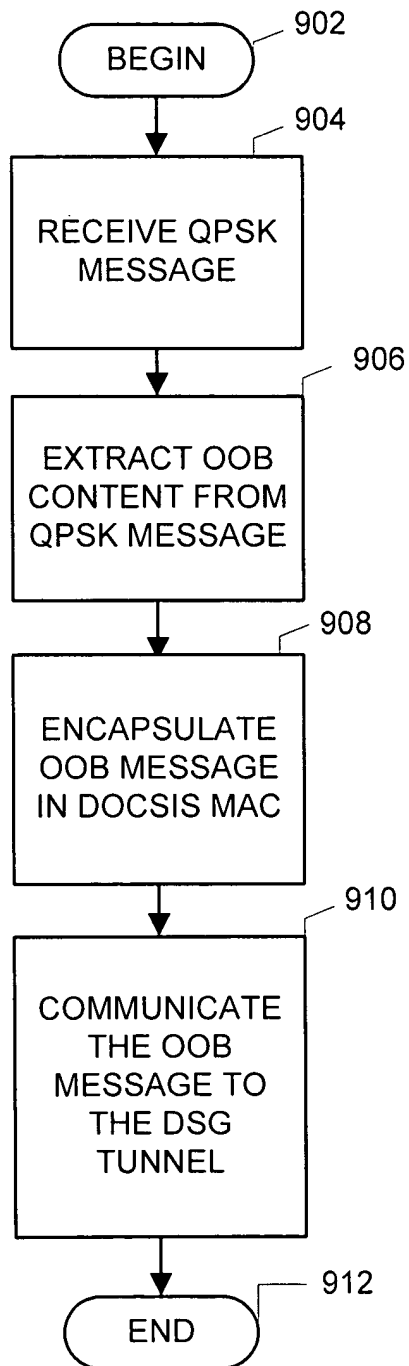 902
BEGIN
904
RECEIVE QPSK
MESSAGE
906
EXTRACT OOB
CONTENT FROM
QPSK MESSAGE
908
ENCAPSULATE
OOB MESSAGE
IN DOCSIS MAC
910
COMMUNICATE
THE OOB
MESSAGE TO
THE DSG
TUNNEL
912
END